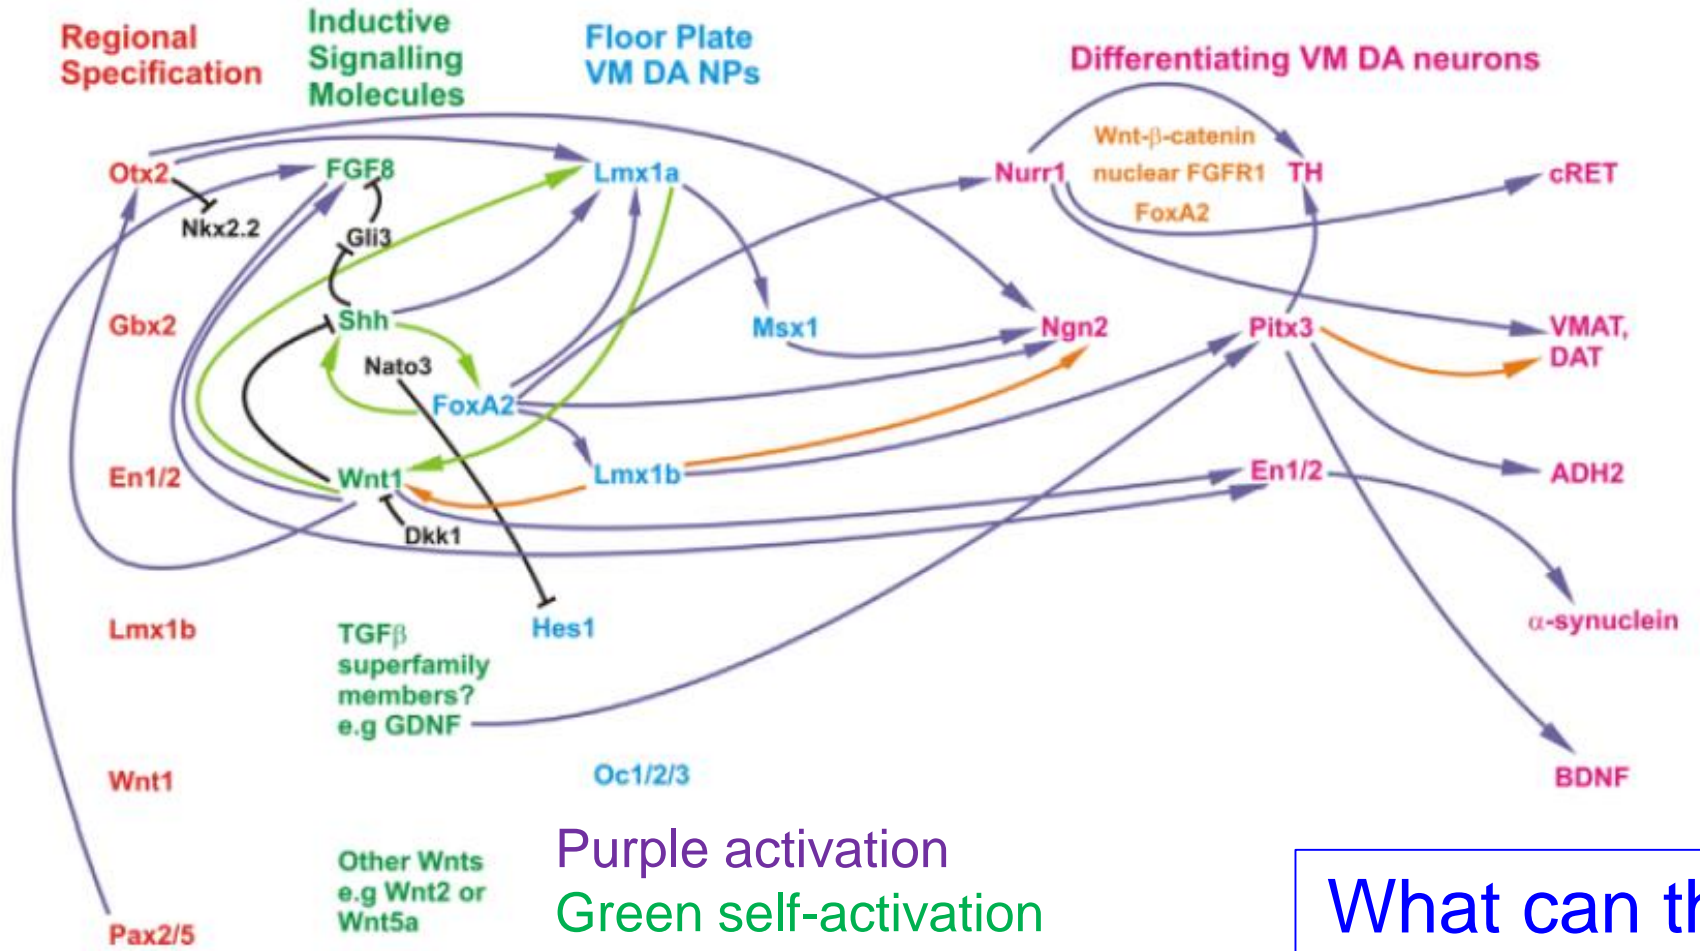 Regional
Specification
Inductive
Signalling
Molecules
Floor Plate
VM DA NPs
Differentiating VM DA neurons
Otx2
FGF8
Lmx1a
Nurr1
Wnt-β-catenin
nuclear FGFR1
FoxA2
TH
cRET
Nkx2.2
Gli3
Gbx2
Shh
Msx1
Ngn2
Pitx3
VMAT,
DAT
Nato3
FoxA2
En1/2
Wnt1
Lmx1b
En1/2
ADH2
Dkk1
Lmx1b
TGFβ
superfamily
members?
e.g GDNF
Hes1
α-synuclein
Wnt1
Oc1/2/3
BDNF
Other Wnts
e.g Wnt2 or
Wnt5a
Pax2/5
Purple activation
Green self-activation
What can th